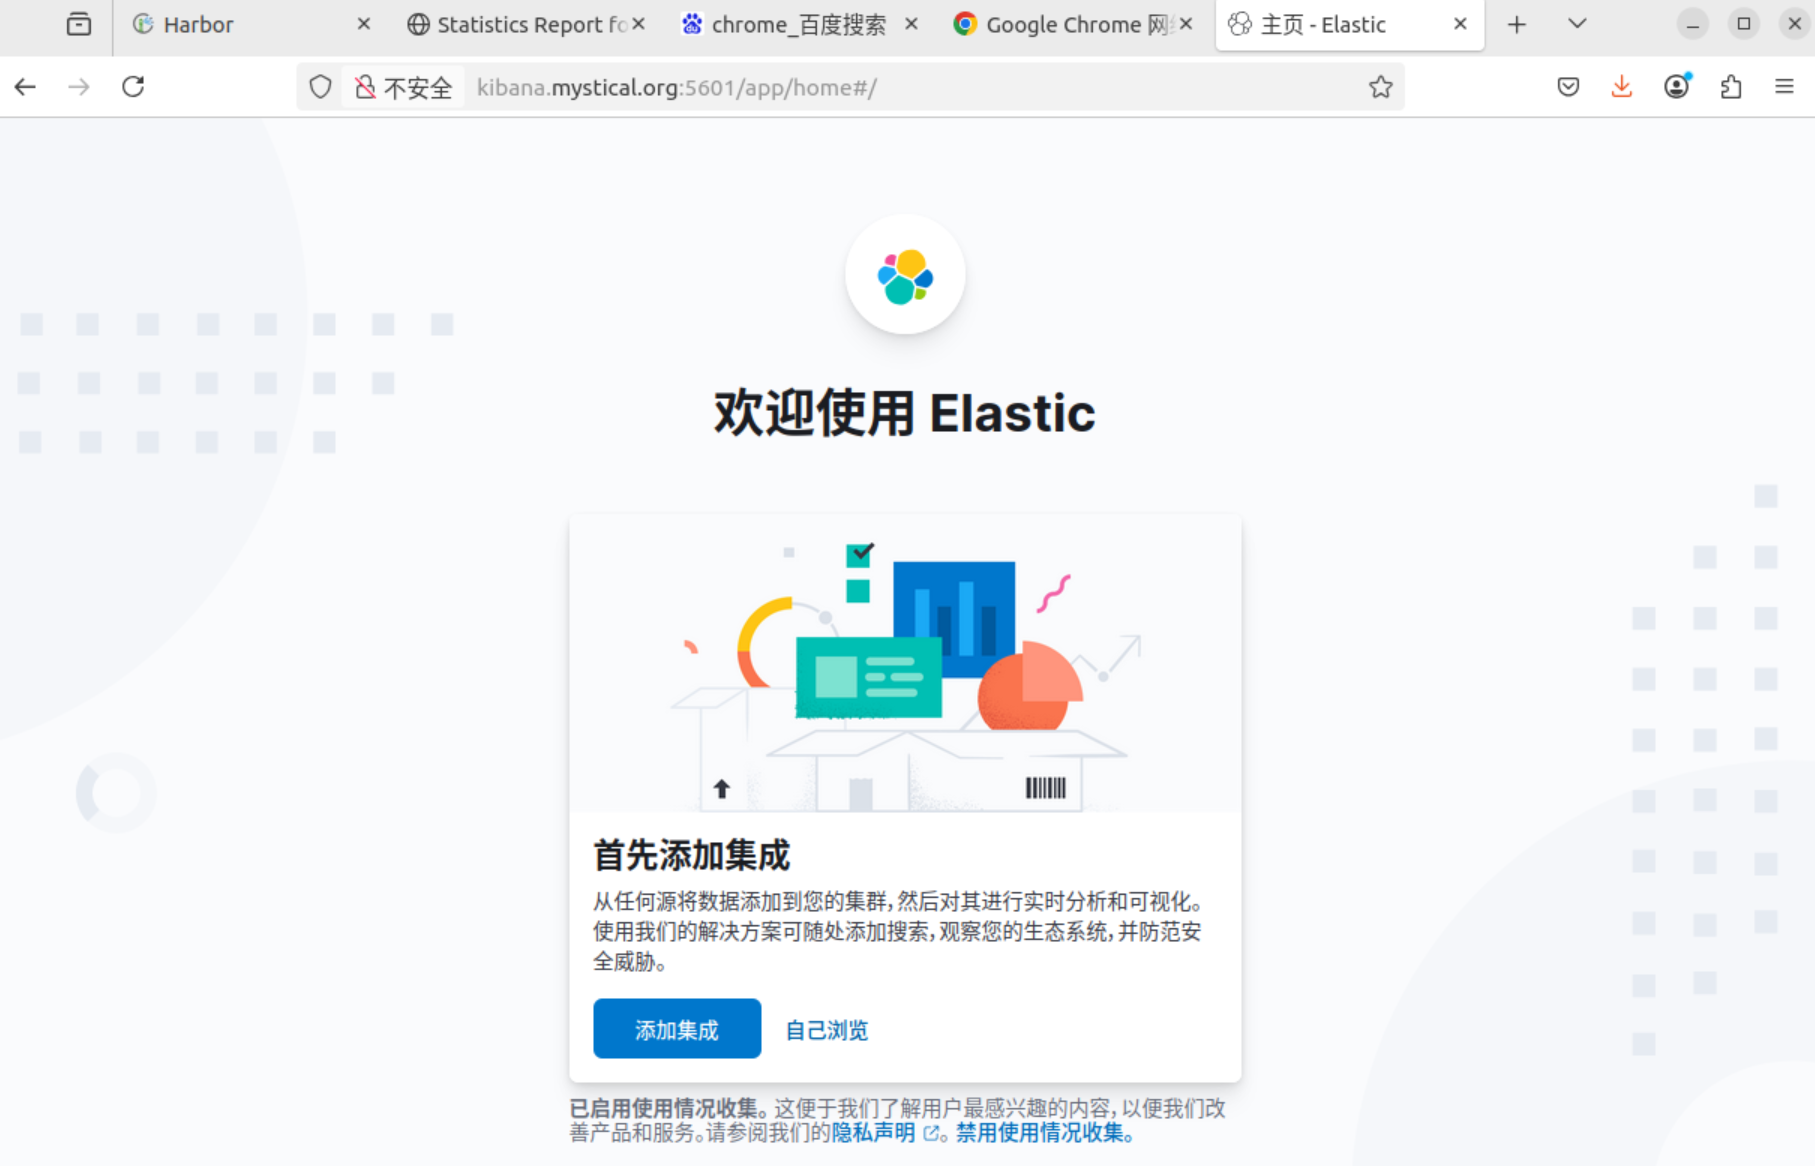 Harbor
Statistics Report fo
chrome_百度搜索
Google Chrome 网
主页 - Elastic
不安全
kibana.mystical.org:5601/app/home#/
欢迎使用 Elastic
首先添加集成
从任何源将数据添加到您的集群，然后对其进行实时分析和可视化。
使用我们的解决方案可随处添加搜索，观察您的生态系统，并防范安
全威胁。
添加集成
自己浏览
已启用使用情况收集。这便于我们了解用户最感兴趣的内容，以便我们改
善产品和服务。请参阅我们的隐私声明。禁用使用情况收集。